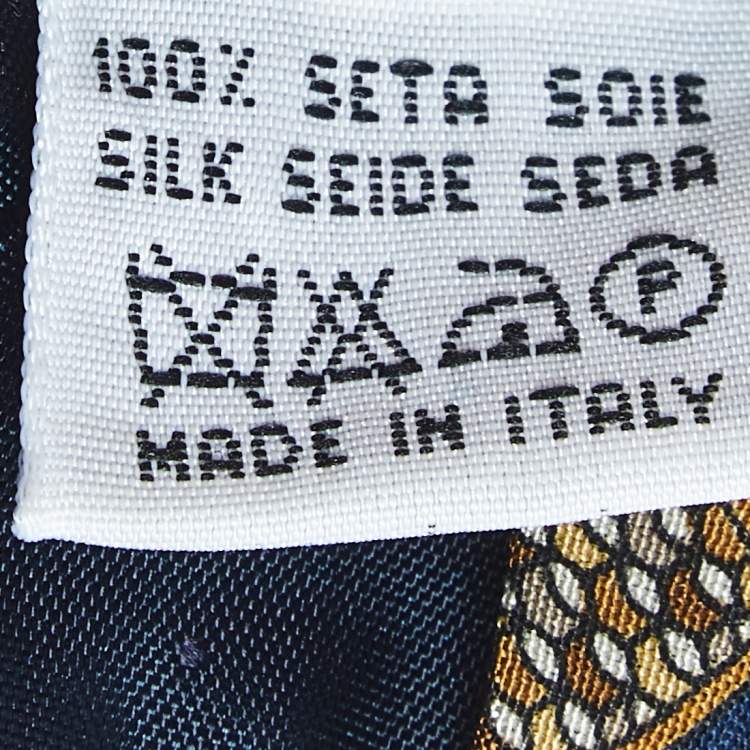 100% SETA SOIE
SILK SEIDE SEDA
P
MADE IN ITALY